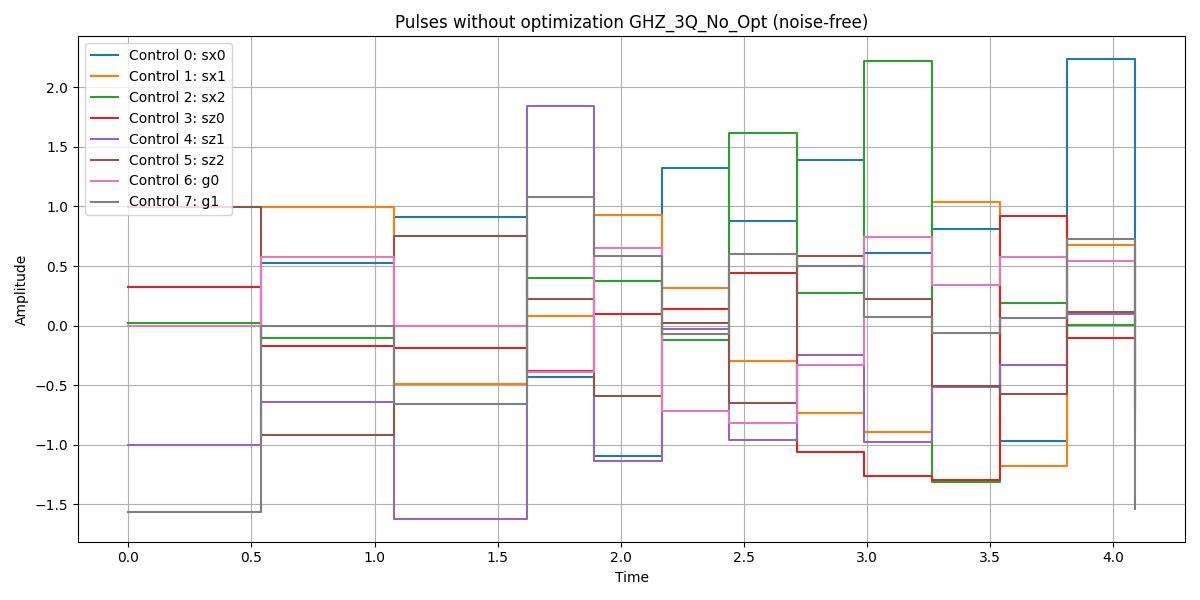 Pulses without optimization GHZ_3Q_No_Opt (noise-free)
Control 0: sx0
Control 1: sx1
Control 2: sx2
Control 3: sz0
Control 4: sz1
Control 5: sz2
Control 6: g0
Control 7: g1
Amplitude
2.0
1.5
1.0
0.5
0.0
−0.5
−1.0
−1.5
0.0 0.5 1.0 1.5 2.0 2.5 3.0 3.5 4.0
Time